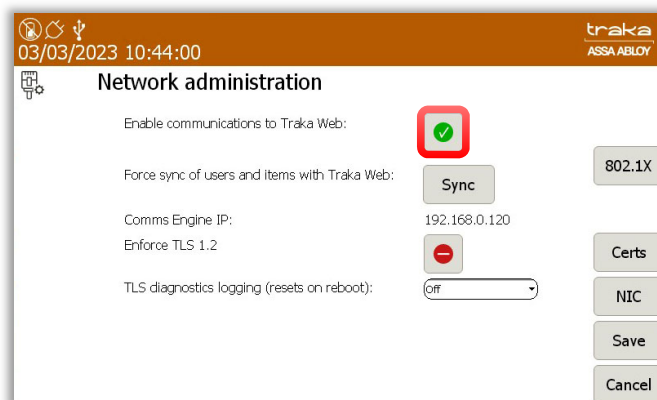 03/03/2023 10:44:00
traka
ASSA ABLOY
Network administration
Enable communications to Traka Web:
802.1X
Force sync of users and items with Traka Web:
Sync
Comms Engine IP:
192.168.0.120
Enforce TLS 1.2
Certs
TLS diagnostics logging (resets on reboot):
Off
NIC
Save
Cancel